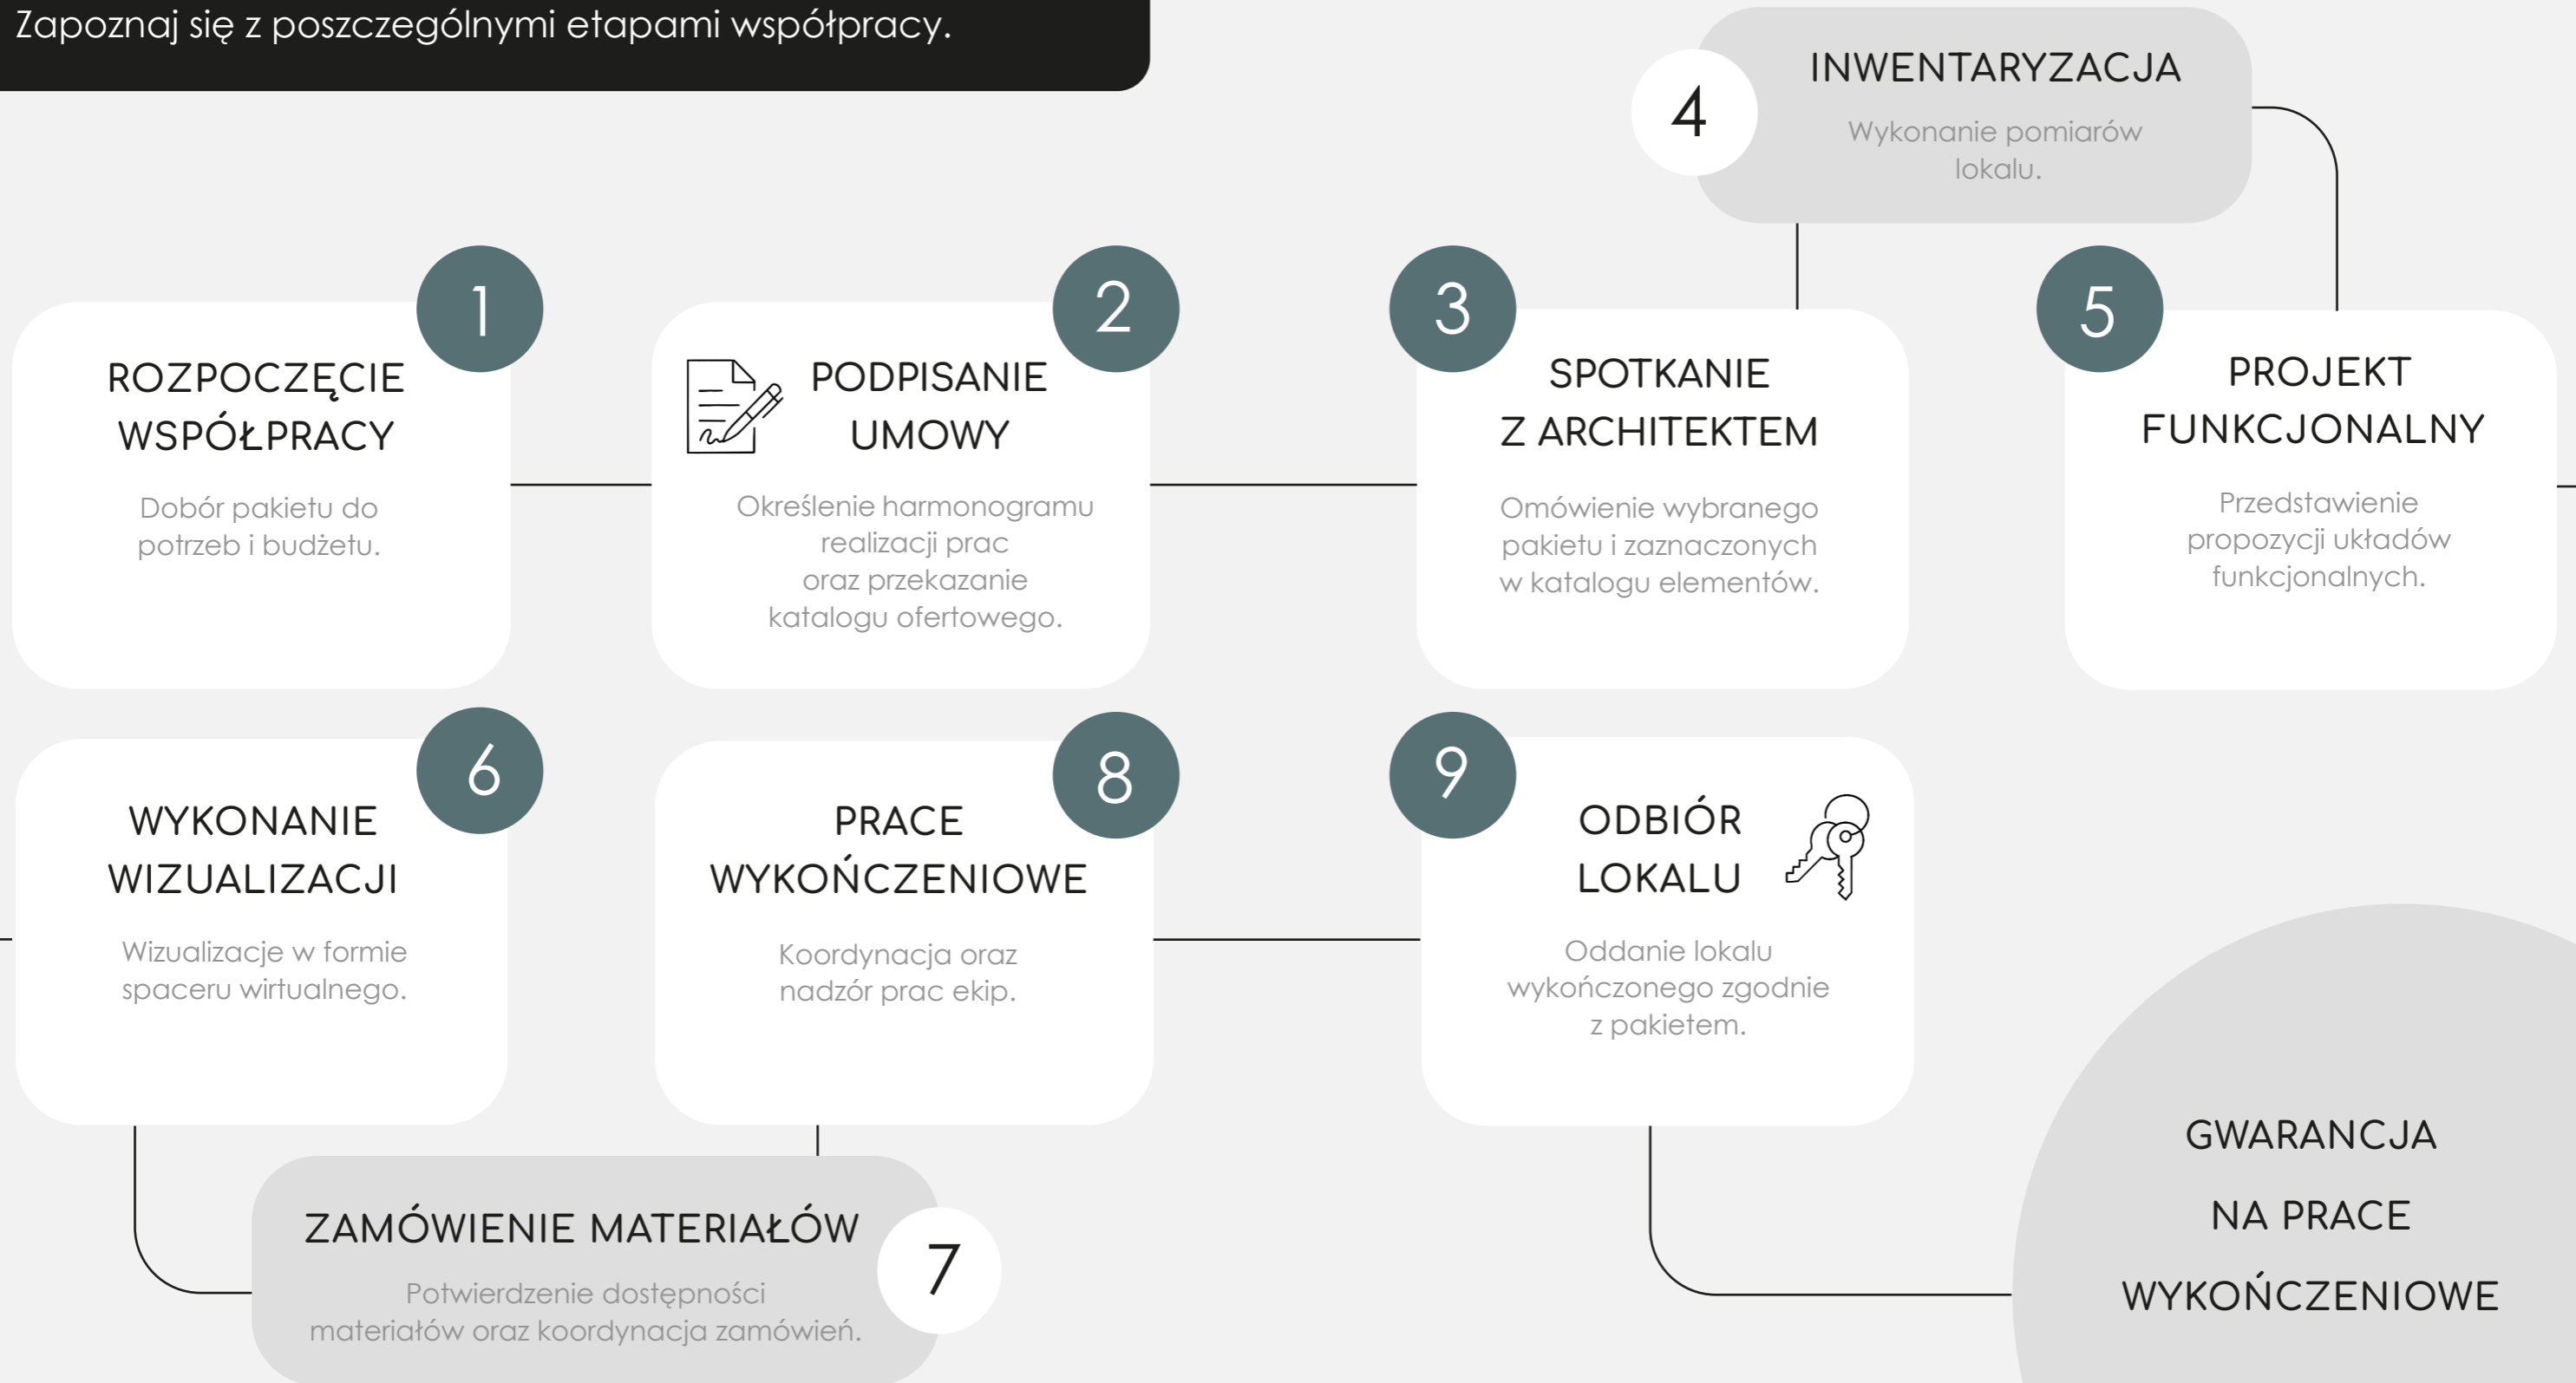 Zapoznaj się z poszczególnymi etapami współpracy.
1
ROZPOCZĘCIE
WSPÓŁPRACY
Dobór pakietu do
potrzeb i budżetu.
2
PODPISANIE
UMOWY
Określenie harmonogramu
realizacji prac
oraz przekazanie
katalogu ofertowego.
3
SPOTKANIE
Z ARCHITEKTEM
Omówienie wybranego
pakietu i zaznaczonych
w katalogu elementów.
4
INWENTARYZACJA
Wykonanie pomiarów
lokalu.
5
PROJEKT
FUNKCJONALNY
Przedstawienie
propozycji układów
funkcjonalnych.
6
WYKONANIE
WIZUALIZACJI
Wizualizacje w formie
spaceru wirtualnego.
7
ZAMÓWIENIE MATERIAŁÓW
Potwierdzenie dostępności
materiałów oraz koordynacja zamówień.
8
PRACE
WYKOŃCZENIOWE
Koordynacja oraz
nadzór prac ekip.
9
ODBIÓR
LOKALU
Oddanie lokalu
wykończonego zgodnie
z pakietem.
GWARANCJA
NA PRACE
WYKOŃCZENIOWE